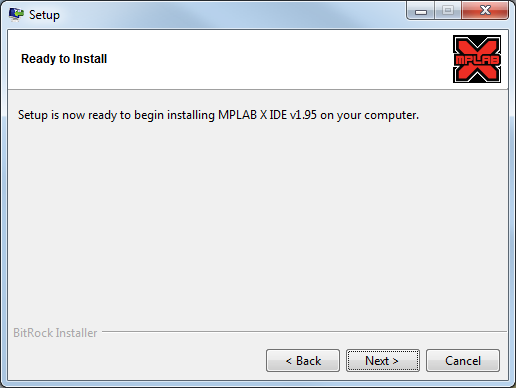 Setup
Ready to Install
MPLAB
Setup is now ready to begin installing MPLAB X IDE v1.95 on your computer.
BitRock Installer
< Back
Next >
Cancel